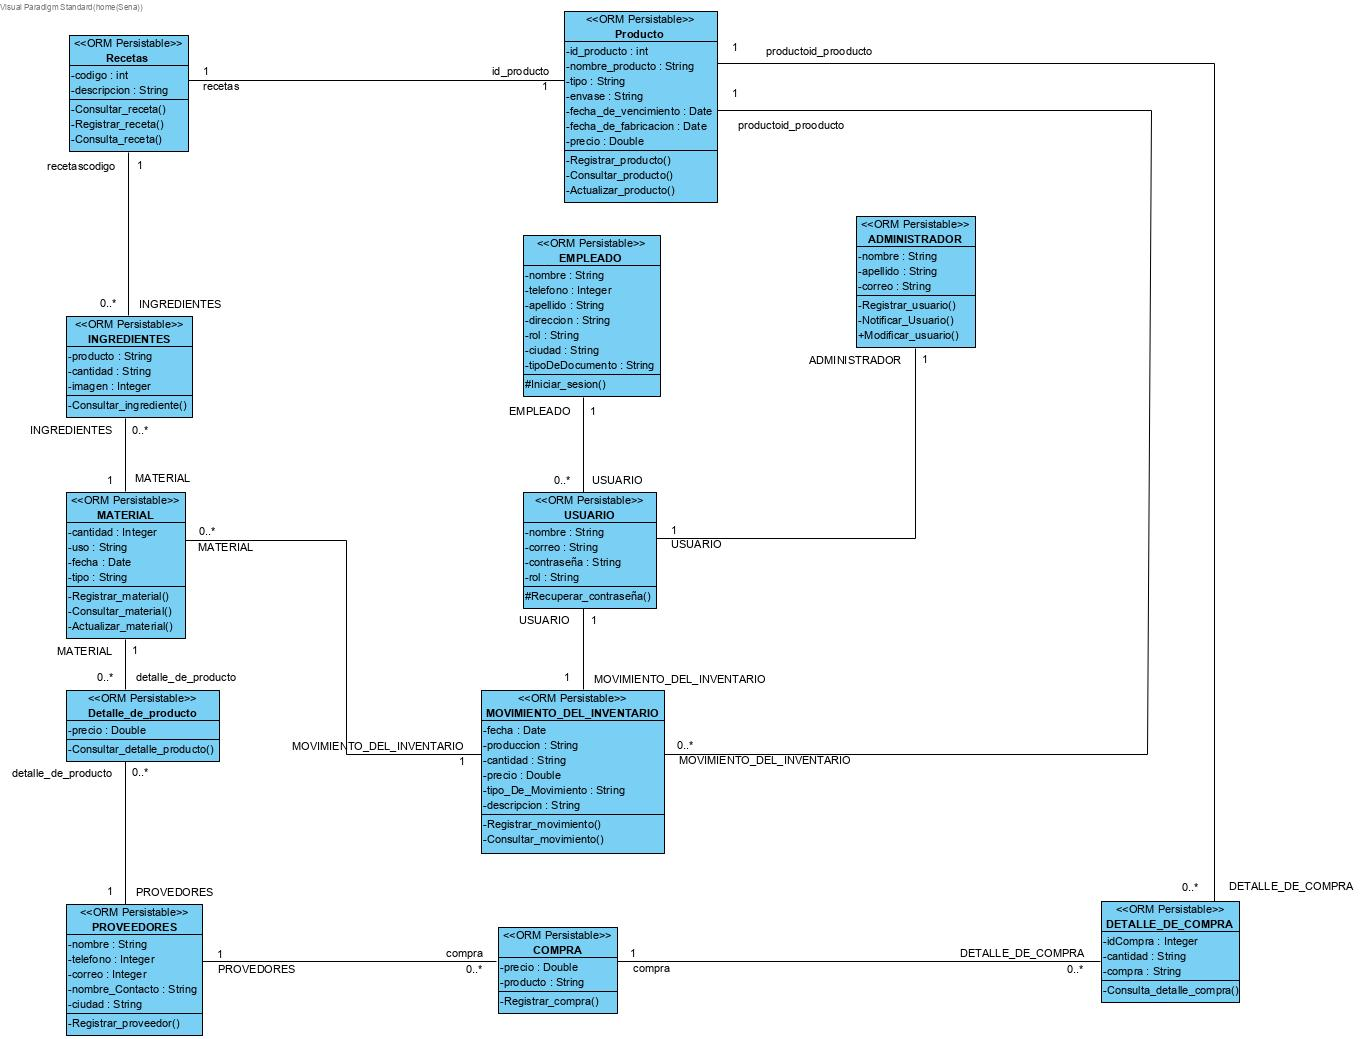 Visual Paradigm Standard(home(Sena))
<<ORM Persistable>>
Recetas
-codigo : int
-descripcion : String
-Consultar_receta()
-Registrar_receta()
-Consulta_receta()
1
recetas
id_producto
1
<<ORM Persistable>>
Producto
-id_producto : int
-nombre_producto : String
-tipo : String
-envase : String
-fecha_de_vencimiento : Date
-fecha_de_fabricacion : Date
-precio : Double
-Registrar_producto()
-Consultar_producto()
-Actualizar_producto()
1
productoid_prooducto
1
productoid_prooducto
recetascodigo
1
0..*
INGREDIENTES
<<ORM Persistable>>
INGREDIENTES
-producto : String
-cantidad : String
-imagen : Integer
-Consultar_ingrediente()
INGREDIENTES
0..*
1
MATERIAL
<<ORM Persistable>>
EMPLEADO
-nombre : String
-telefono : Integer
-apellido : String
-direccion : String
-rol : String
-ciudad : String
-tipoDeDocumento : String
#Iniciar_sesion()
EMPLEADO
1
0..*
USUARIO
<<ORM Persistable>>
ADMINISTRADOR
-nombre : String
-apellido : String
-correo : String
-Registrar_usuario()
-Notificar_Usuario()
+Modificar_usuario()
ADMINISTRADOR
1
<<ORM Persistable>>
MATERIAL
-cantidad : Integer
-uso : String
-fecha : Date
-tipo : String
-Registrar_material()
-Consultar_material()
-Actualizar_material()
0..*
MATERIAL
<<ORM Persistable>>
USUARIO
-nombre : String
-correo : String
-contraseña : String
-rol : String
#Recuperar_contraseña()
1
USUARIO
USUARIO
1
1
MOVIMIENTO_DEL_INVENTARIO
MATERIAL
1
0..*
detalle_de_producto
<<ORM Persistable>>
Detalle_de_producto
-precio : Double
-Consultar_detalle_producto()
detalle_de_producto
0..*
MOVIMIENTO_DEL_INVENTARIO
1
<<ORM Persistable>>
MOVIMIENTO_DEL_INVENTARIO
-fecha : Date
-produccion : String
-cantidad : String
-precio : Double
-tipo_De_Movimiento : String
-descripcion : String
-Registrar_movimiento()
-Consultar_movimiento()
0..*
MOVIMIENTO_DEL_INVENTARIO
1
PROVEDORES
<<ORM Persistable>>
PROVEEDORES
-nombre : String
-telefono : Integer
-correo : Integer
-nombre_Contacto : String
-ciudad : String
-Registrar_proveedor()
1
PROVEDORES
compra
0..*
<<ORM Persistable>>
COMPRA
-precio : Double
-producto : String
-Registrar_compra()
1
compra
DETALLE_DE_COMPRA
0..*
0..*
DETALLE_DE_COMPRA
<<ORM Persistable>>
DETALLE_DE_COMPRA
-idCompra : Integer
-cantidad : String
-compra : String
-Consulta_detalle_compra()